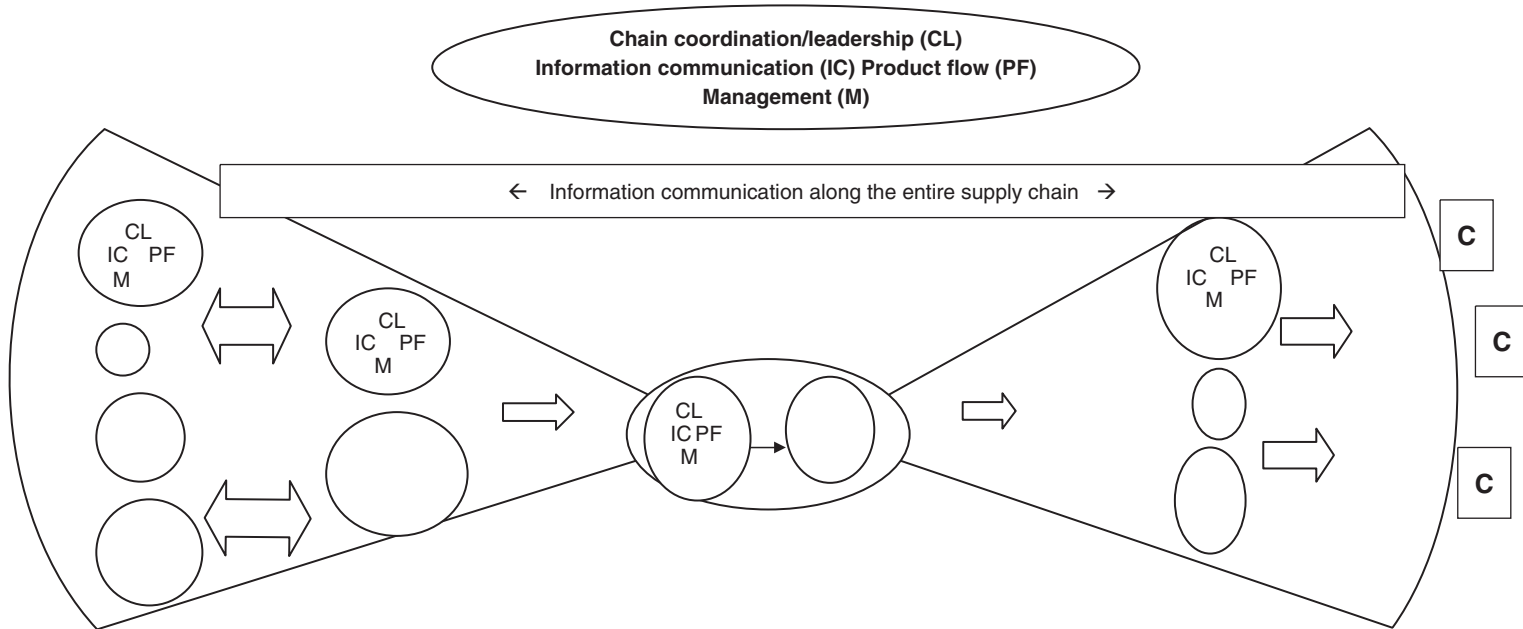 Chain coordination/leadership (CL)
Information communication (IC) Product flow (PF)
Management (M)
← Information communication along the entire supply chain →
CL
IC PF
M
CL
IC PF
M
CL
IC PF
M
CL
IC PF
M
C
C
C